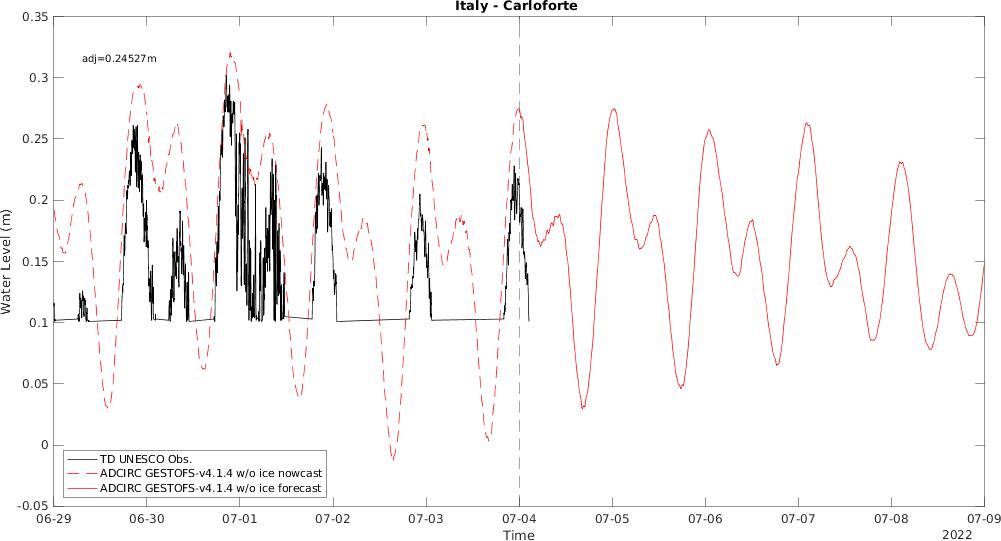 Italy - Carloforte
0.35
adj=0.24527m
0.3
0.25
0.2
0.15
0.1
0.05
0
-0.05
Water Level (m)
TD UNESCO Obs.
ADCIRC GESTOFS-v4.1.4 w/o ice nowcast
ADCIRC GESTOFS-v4.1.4 w/o ice forecast
06-29 06-30 07-01 07-02 07-03 07-04 07-05 07-06 07-07 07-08 07-09
Time
2022